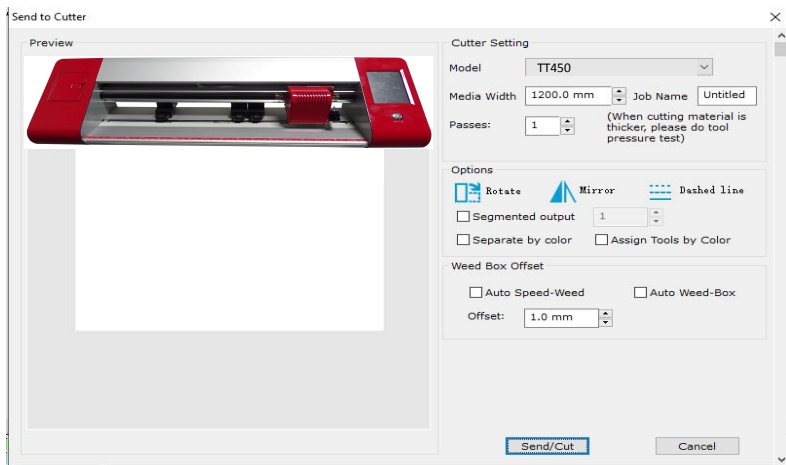 Send to Cutter
Preview
Cutter Setting
Model TT450
Media Width 1200.0 mm Job Name Untitled
Passes: 1 (When cutting material is
thicker, please do tool
pressure test)
Options
Rotate Mirror Dashed line
Segmented output 1
Separate by color Assign Tools by Color
Weed Box Offset
Auto Speed-Weed Auto Weed-Box
Offset: 1.0 mm
Send/Cut Cancel